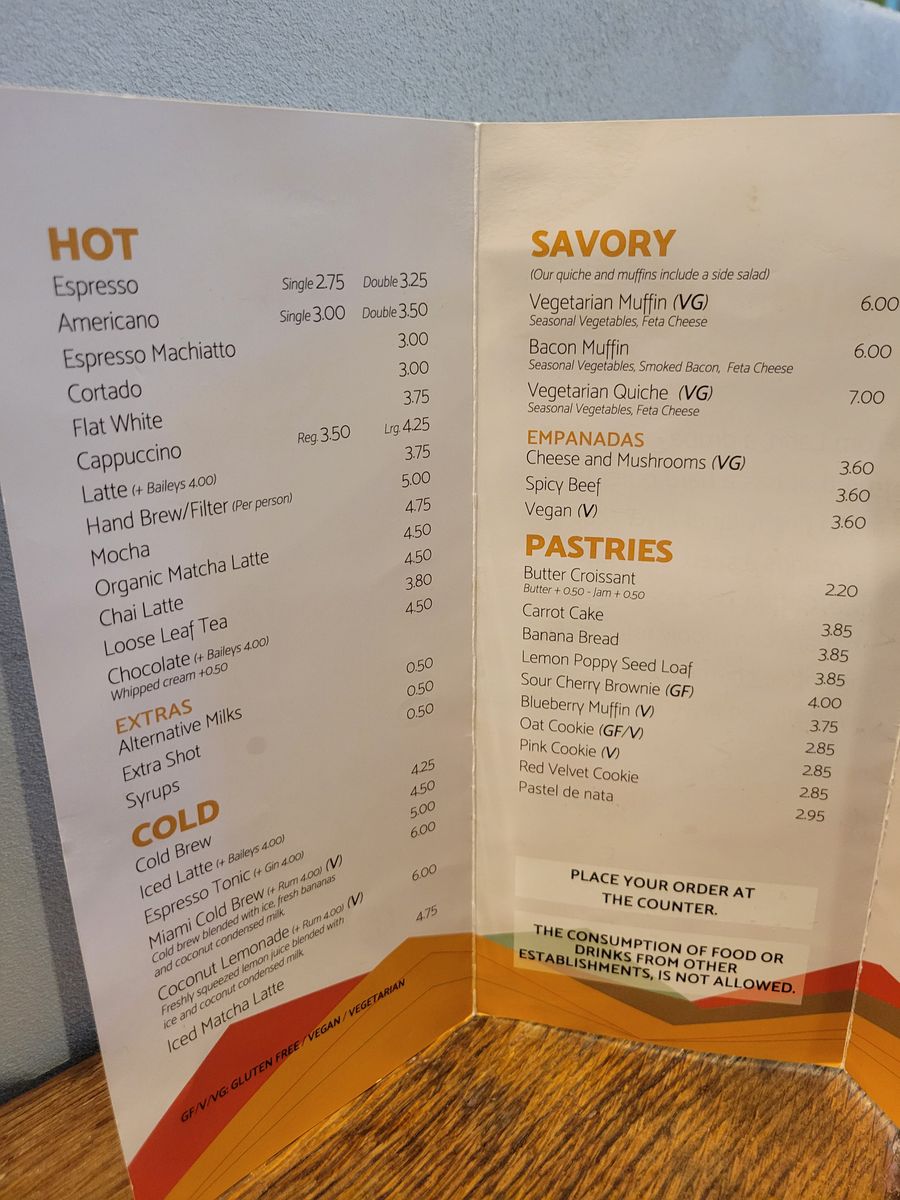 HOT
Espresso Single 2.75 Double 3.25
Americano Single 3.00 Double 3.50
Espresso Machiatto 3.00
Cortado 3.00
Flat White 3.75
Cappuccino Reg. 3.50 Lrg. 4.25
Latte (+ Baileys 4.00) 3.75
Hand Brew/Filter (Per person) 5.00
Mocha 4.75
Organic Matcha Latte 4.50
Chai Latte 4.50
Loose Leaf Tea 3.80
Chocolate (+ Baileys 4.00) 4.50
Whipped cream +0.50
EXTRAS
Alternative Milks 0.50
Extra Shot 0.50
Syrups 0.50
COLD
Cold Brew 4.25
Iced Latte (+ Baileys 4.00) 4.50
Espresso Tonic (+ Gin 4.00) 5.00
Miami Cold Brew (+ Rum 4.00) (V) 6.00
Cold brew blended with ice, fresh bananas
and coconut condensed milk
Coconut Lemonade (+ Rum 4.00) (V) 6.00
Freshly squeezed lemon juice blended with
ice and coconut condensed milk
Iced Matcha Latte 4.75
GF/V/VG: GLUTEN FREE / VEGAN / VEGETARIAN
SAVORY
(Our quiche and muffins include a side salad)
Vegetarian Muffin (VG) 6.00
Seasonal Vegetables, Feta Cheese
Bacon Muffin 6.00
Seasonal Vegetables, Smoked Bacon, Feta Cheese
Vegetarian Quiche (VG) 7.00
Seasonal Vegetables, Feta Cheese
EMPANADAS
Cheese and Mushrooms (VG) 3.60
Spicy Beef 3.60
Vegan (V) 3.60
PASTRIES
Butter Croissant 2.20
Butter + 0.50 - Jam + 0.50
Carrot Cake 3.85
Banana Bread 3.85
Lemon Poppy Seed Loaf 3.85
Sour Cherry Brownie (GF) 4.00
Blueberry Muffin (V) 3.75
Oat Cookie (GF/V) 2.85
Pink Cookie (V) 2.85
Red Velvet Cookie 2.85
Pastel de nata 2.95
PLACE YOUR ORDER AT
THE COUNTER.
THE CONSUMPTION OF FOOD OR
DRINKS FROM OTHER
ESTABLISHMENTS, IS NOT ALLOWED.